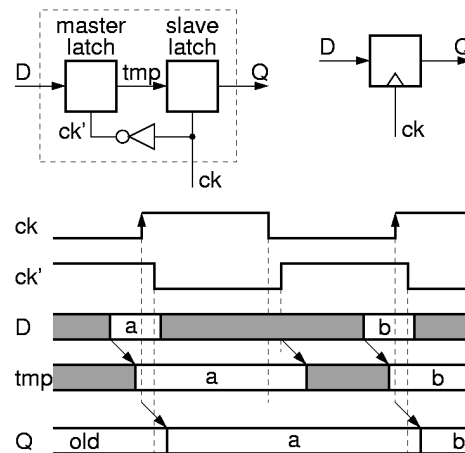 master slave
latch latch
D tmp Q
ck'
ck
D Q
ck
ck
ck'
D a b
tmp a b
Q old a b